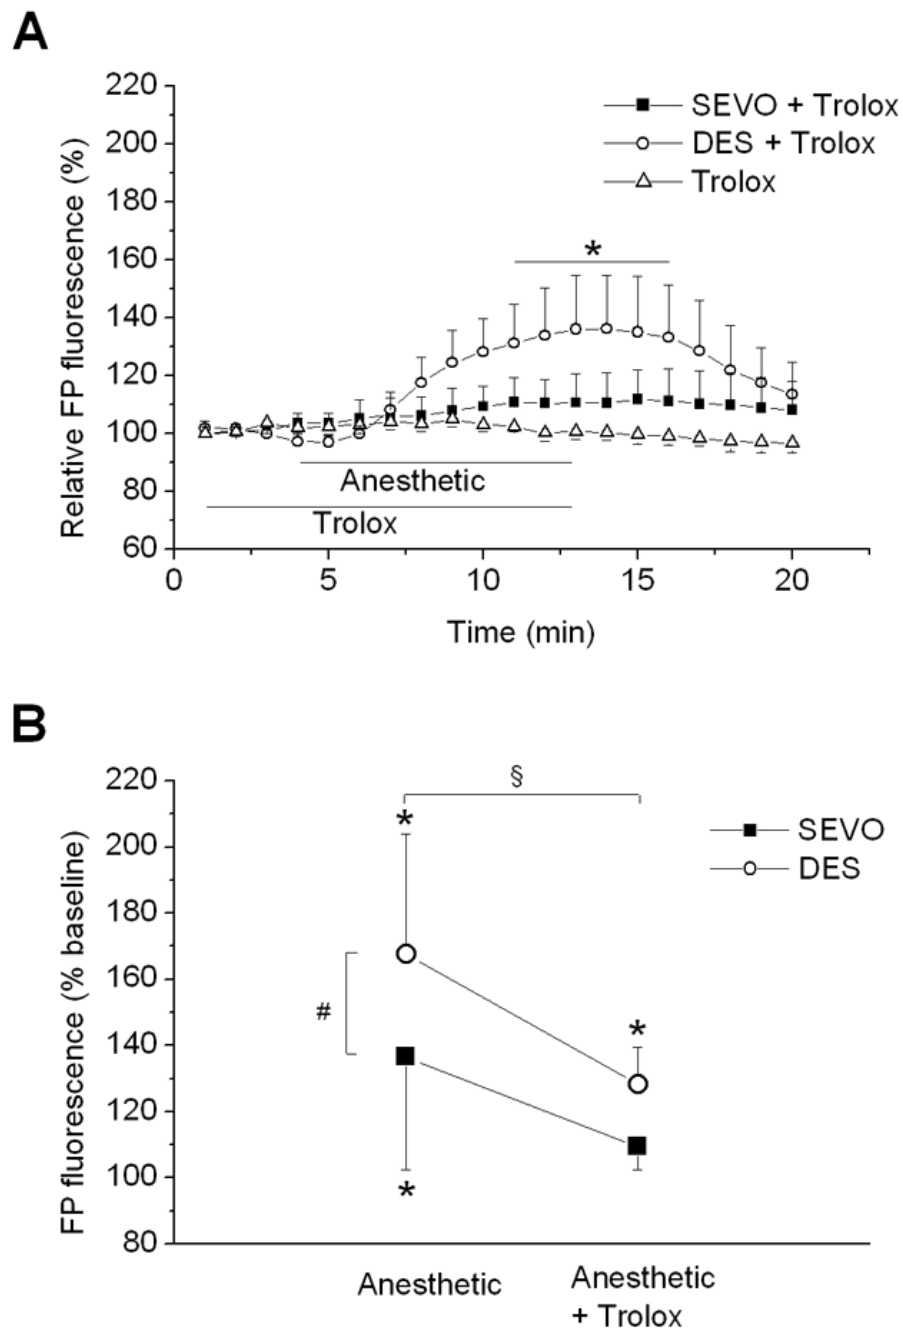 A
220
200
180
160
140
120
100
80
60
Relative FP fluorescence (%)
SEVO + Trolox
DES + Trolox
Trolox
*
Anesthetic
Trolox
0 5 10 15 20
Time (min)
B
220
200
180
160
140
120
100
80
FP fluorescence (% baseline)
§
SEVO
DES
*
#
*
*
Anesthetic
Anesthetic
+ Trolox